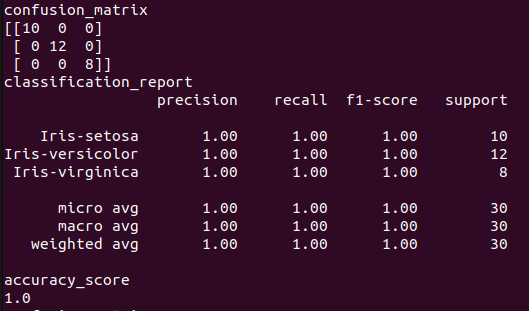 confusion_matrix
[[10  0  0]
 [ 0 12  0]
 [ 0  0  8]]
classification_report
                 precision    recall  f1-score   support

    Iris-setosa       1.00      1.00      1.00        10
Iris-versicolor       1.00      1.00      1.00        12
 Iris-virginica       1.00      1.00      1.00         8

      micro avg       1.00      1.00      1.00        30
      macro avg       1.00      1.00      1.00        30
   weighted avg       1.00      1.00      1.00        30

accuracy_score
1.0